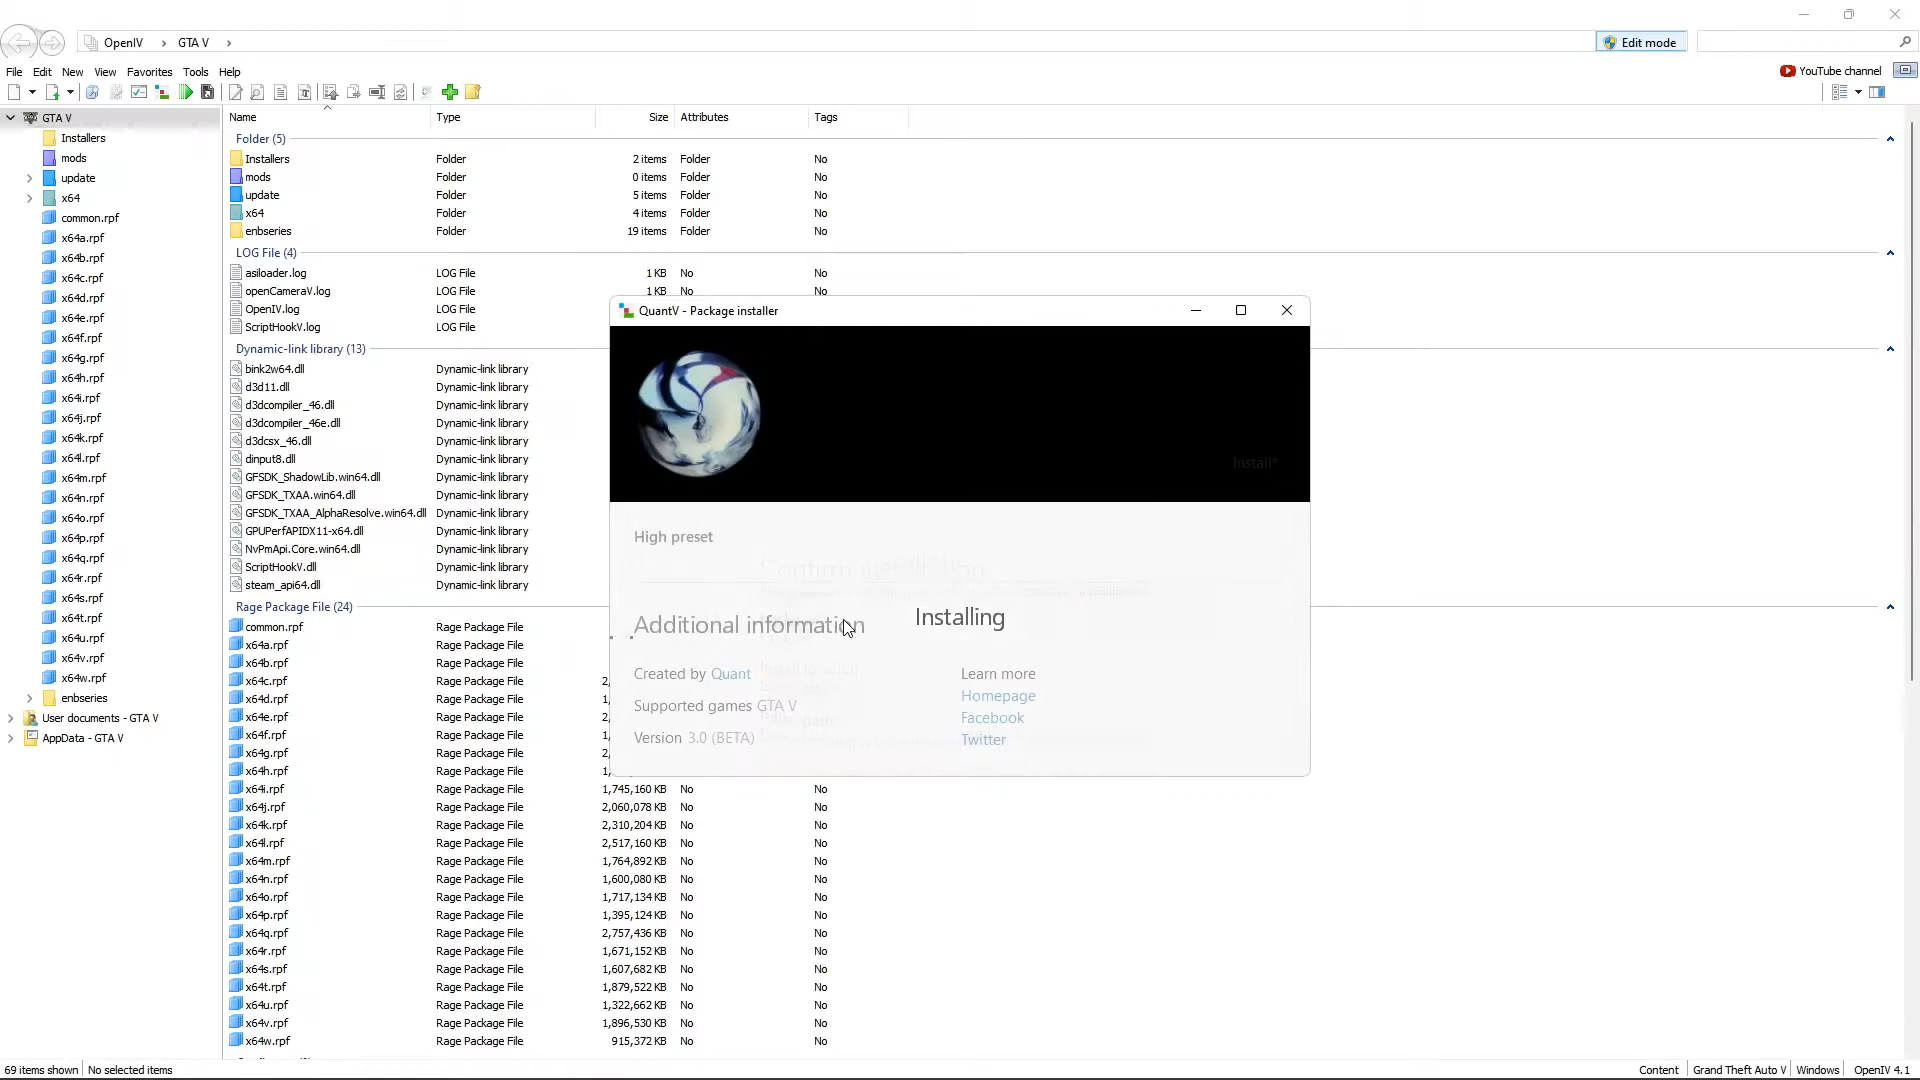 OpenIV › GTA V ›
Edit mode
File Edit New View Favorites Tools Help
YouTube channel
GTA V
Installers
mods
update
x64
common.rpf
x64a.rpf
x64b.rpf
x64c.rpf
x64d.rpf
x64e.rpf
x64f.rpf
x64g.rpf
x64h.rpf
x64i.rpf
x64j.rpf
x64k.rpf
x64l.rpf
x64m.rpf
x64n.rpf
x64o.rpf
x64p.rpf
x64q.rpf
x64r.rpf
x64s.rpf
x64t.rpf
x64u.rpf
x64v.rpf
x64w.rpf
enbseries
User documents - GTA V
AppData - GTA V
Name Type Size Attributes Tags
Folder (5)
Installers Folder 2 items Folder No
mods Folder 0 items Folder No
update Folder 5 items Folder No
x64 Folder 4 items Folder No
enbseries Folder 19 items Folder No
LOG File (4)
asiloader.log LOG File 1 KB No No
openCameraV.log LOG File 1 KB No No
OpenIV.log LOG File
ScriptHookV.log LOG File
Dynamic-link library (13)
bink2w64.dll Dynamic-link library
d3d11.dll Dynamic-link library
d3dcompiler_46.dll Dynamic-link library
d3dcompiler_46e.dll Dynamic-link library
d3dcsx_46.dll Dynamic-link library
dinput8.dll Dynamic-link library
GFSDK_ShadowLib.win64.dll Dynamic-link library
GFSDK_TXAA.win64.dll Dynamic-link library
GFSDK_TXAA_AlphaResolve.win64.dll Dynamic-link library
GPUPerfAPIDX11-x64.dll Dynamic-link library
NvPmApi.Core.win64.dll Dynamic-link library
ScriptHookV.dll Dynamic-link library
steam_api64.dll Dynamic-link library
Rage Package File (24)
common.rpf Rage Package File
x64a.rpf Rage Package File
x64b.rpf Rage Package File
x64c.rpf Rage Package File 2,
x64d.rpf Rage Package File 1,
x64e.rpf Rage Package File 2,
x64f.rpf Rage Package File 1,
x64g.rpf Rage Package File 2,
x64h.rpf Rage Package File 1,
x64i.rpf Rage Package File 1,745,160 KB No No
x64j.rpf Rage Package File 2,060,078 KB No No
x64k.rpf Rage Package File 2,310,204 KB No No
x64l.rpf Rage Package File 2,517,160 KB No No
x64m.rpf Rage Package File 1,764,892 KB No No
x64n.rpf Rage Package File 1,600,080 KB No No
x64o.rpf Rage Package File 1,717,134 KB No No
x64p.rpf Rage Package File 1,395,124 KB No No
x64q.rpf Rage Package File 2,757,436 KB No No
x64r.rpf Rage Package File 1,671,152 KB No No
x64s.rpf Rage Package File 1,607,682 KB No No
x64t.rpf Rage Package File 1,879,522 KB No No
x64u.rpf Rage Package File 1,322,662 KB No No
x64v.rpf Rage Package File 1,896,530 KB No No
x64w.rpf Rage Package File 915,372 KB No No
QuantV - Package installer
Install*
High preset
Confirm installation
Installing
Additional information
Created by Quant
Supported games GTA V
Version 3.0 (BETA)
Learn more
Homepage
Facebook
Twitter
69 items shown No selected items
Content Grand Theft Auto V Windows OpenIV 4.1